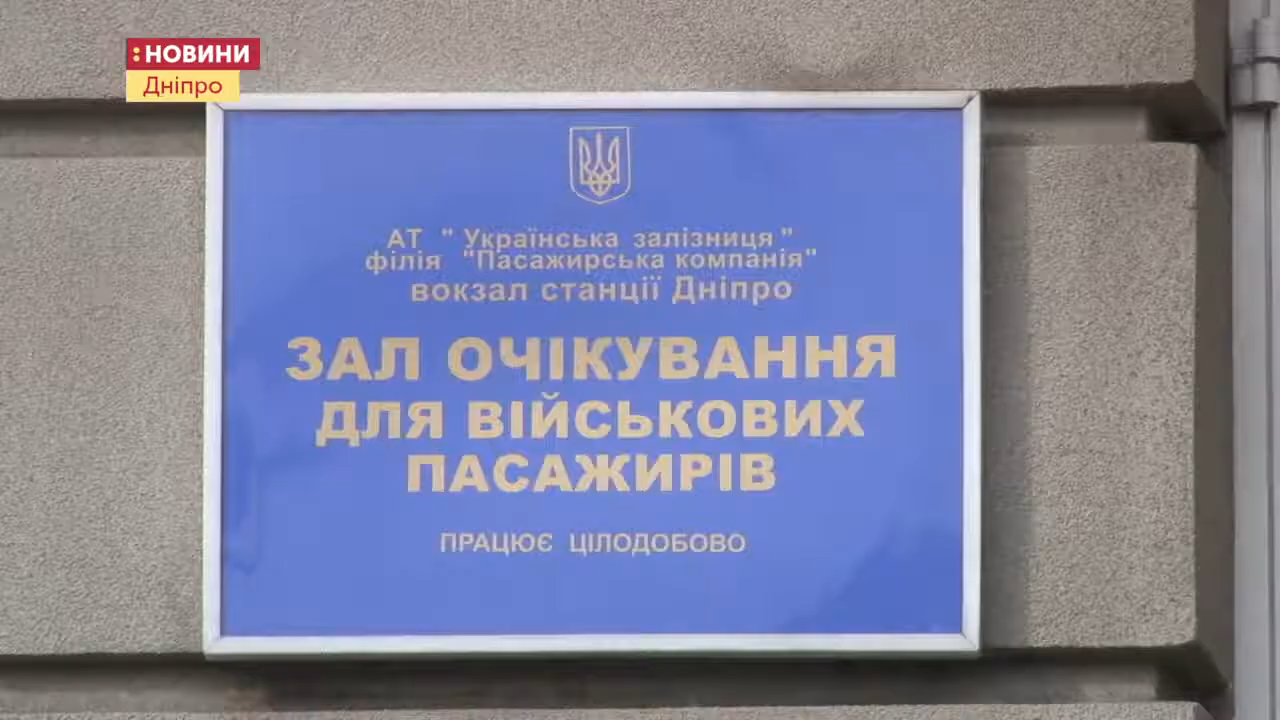 :НОВИНИ
Дніпро
АТ " Українська залізниця "
філія "Пасажирська компанія"
вокзал станції Дніпро
ЗАЛ ОЧІКУВАННЯ
ДЛЯ ВІЙСЬКОВИХ
ПАСАЖИРІВ
ПРАЦЮЄ ЦІЛОДОБОВО